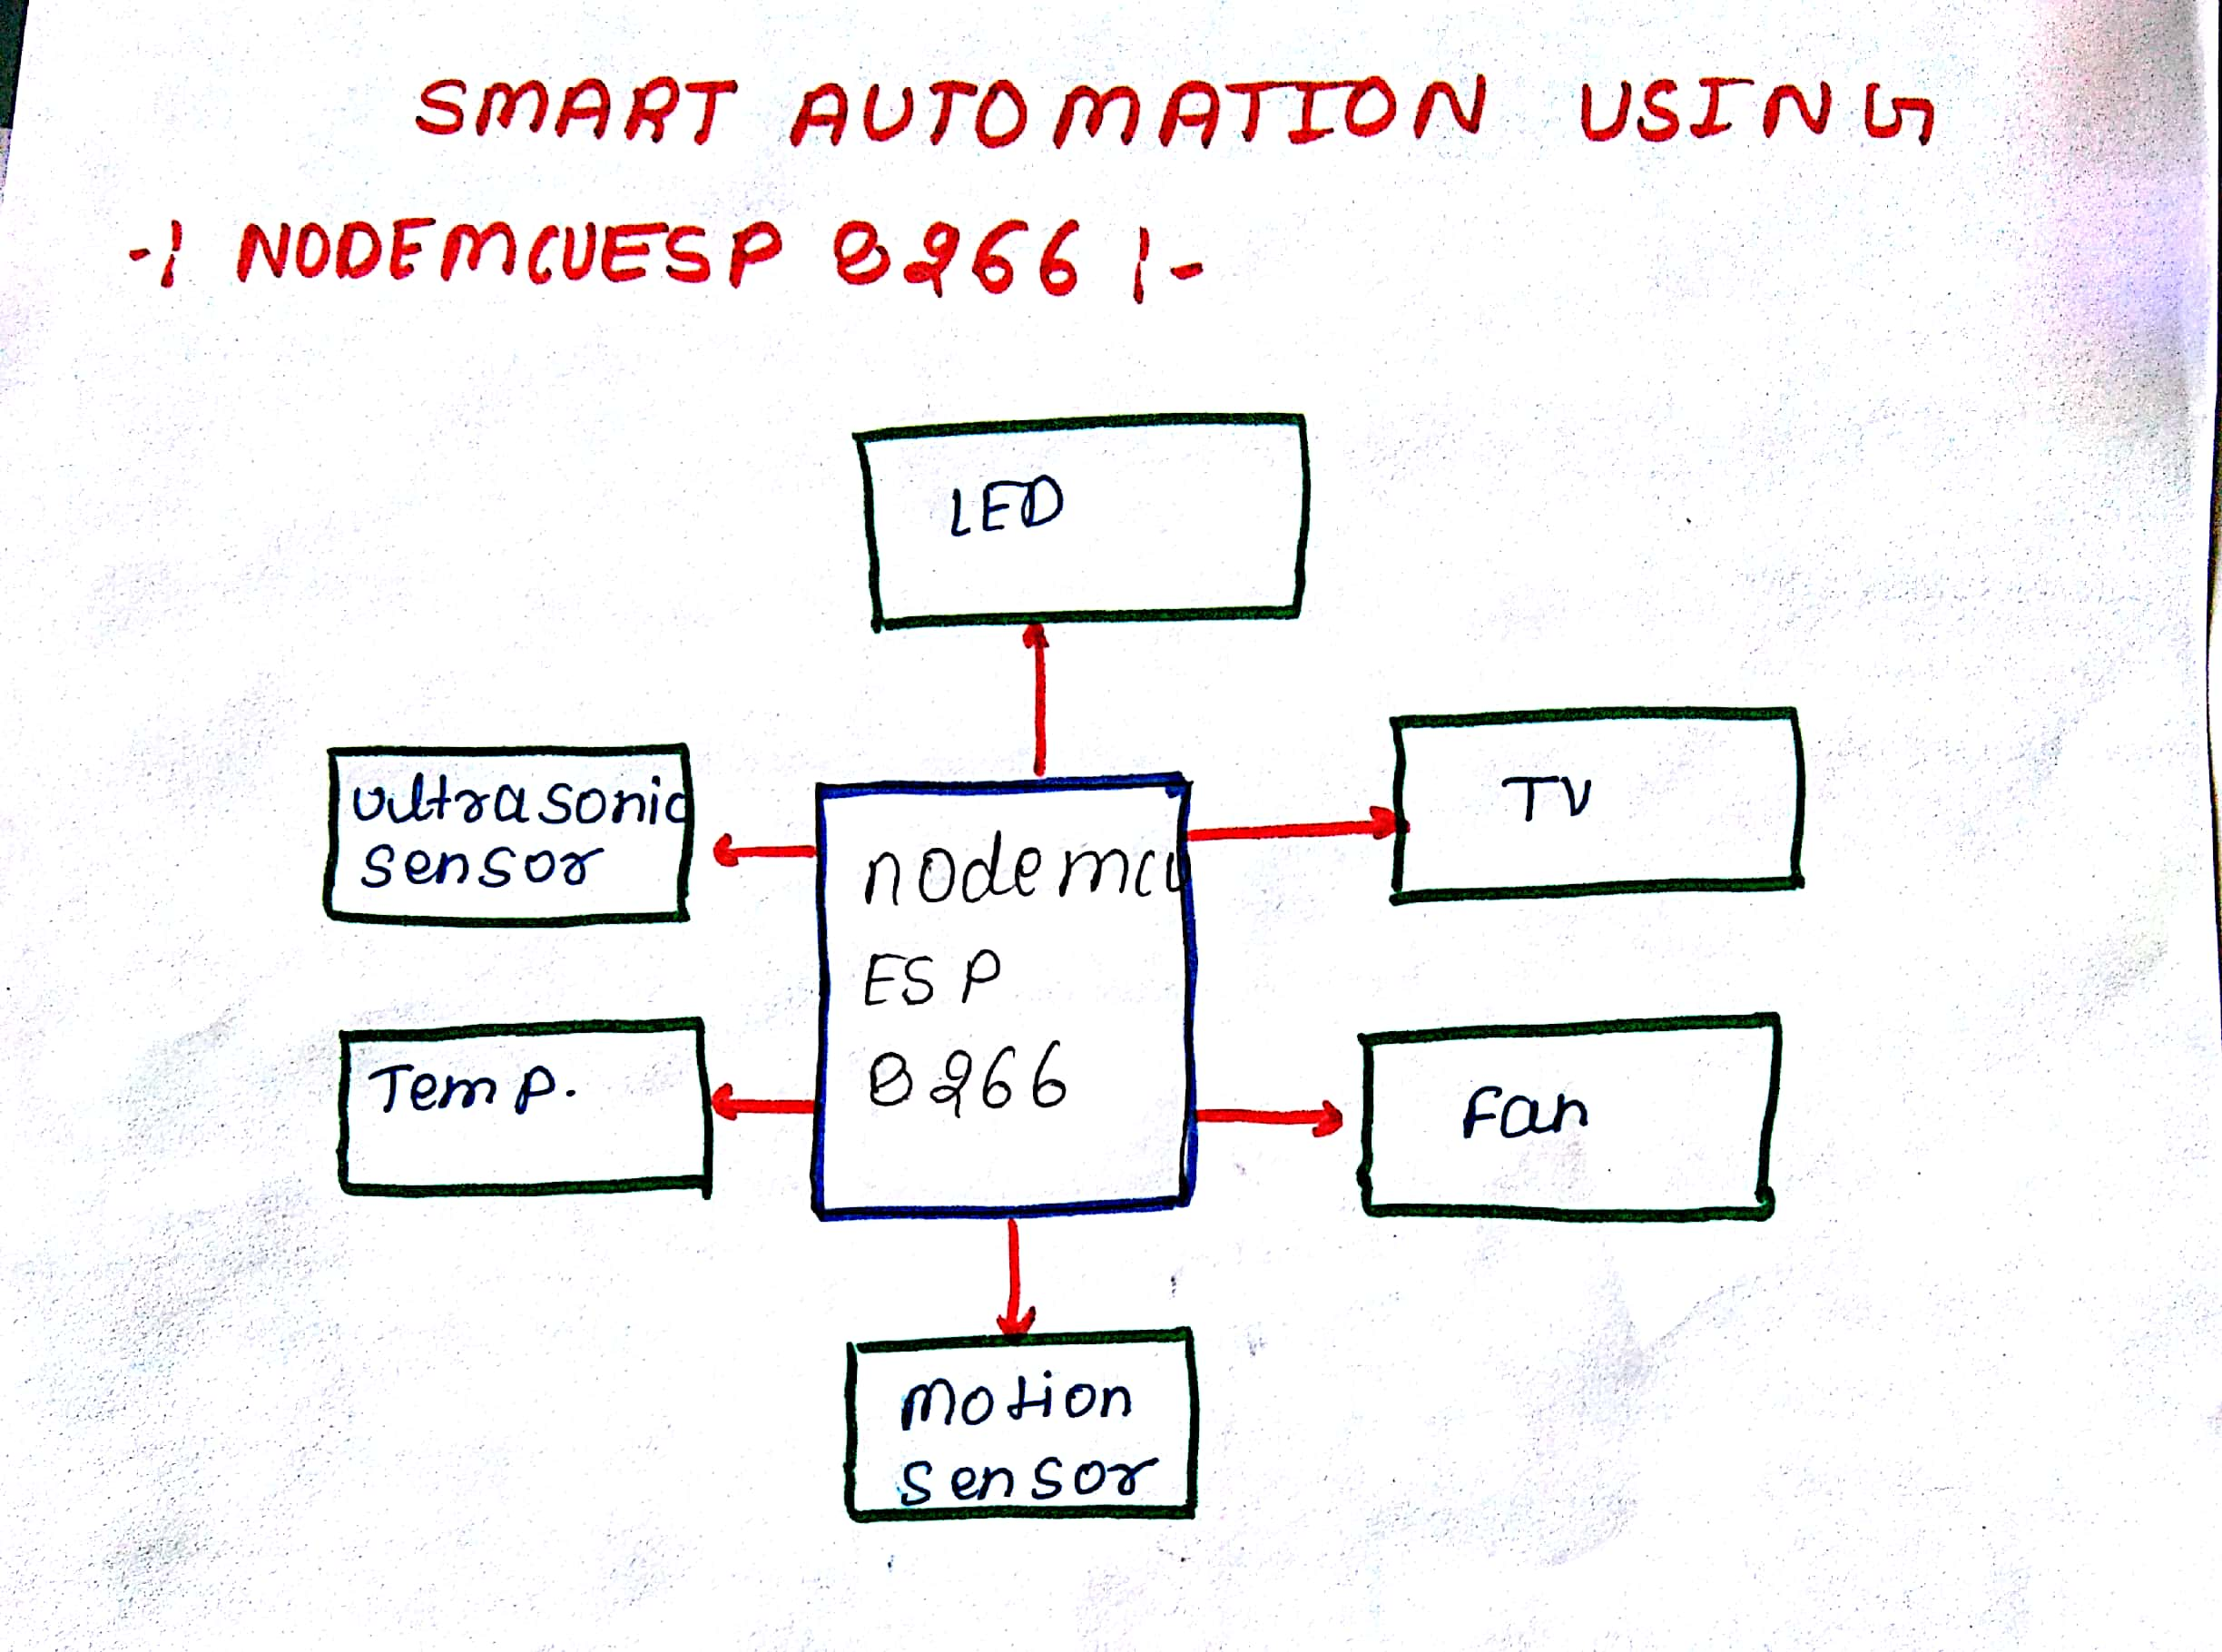 SMART AUTOMATION USING
-: NODEMCUESP 8266 :-
LED
ultrasonic
sensor
TV
nodemcu
ESP
8266
Temp.
Fan
motion
sensor